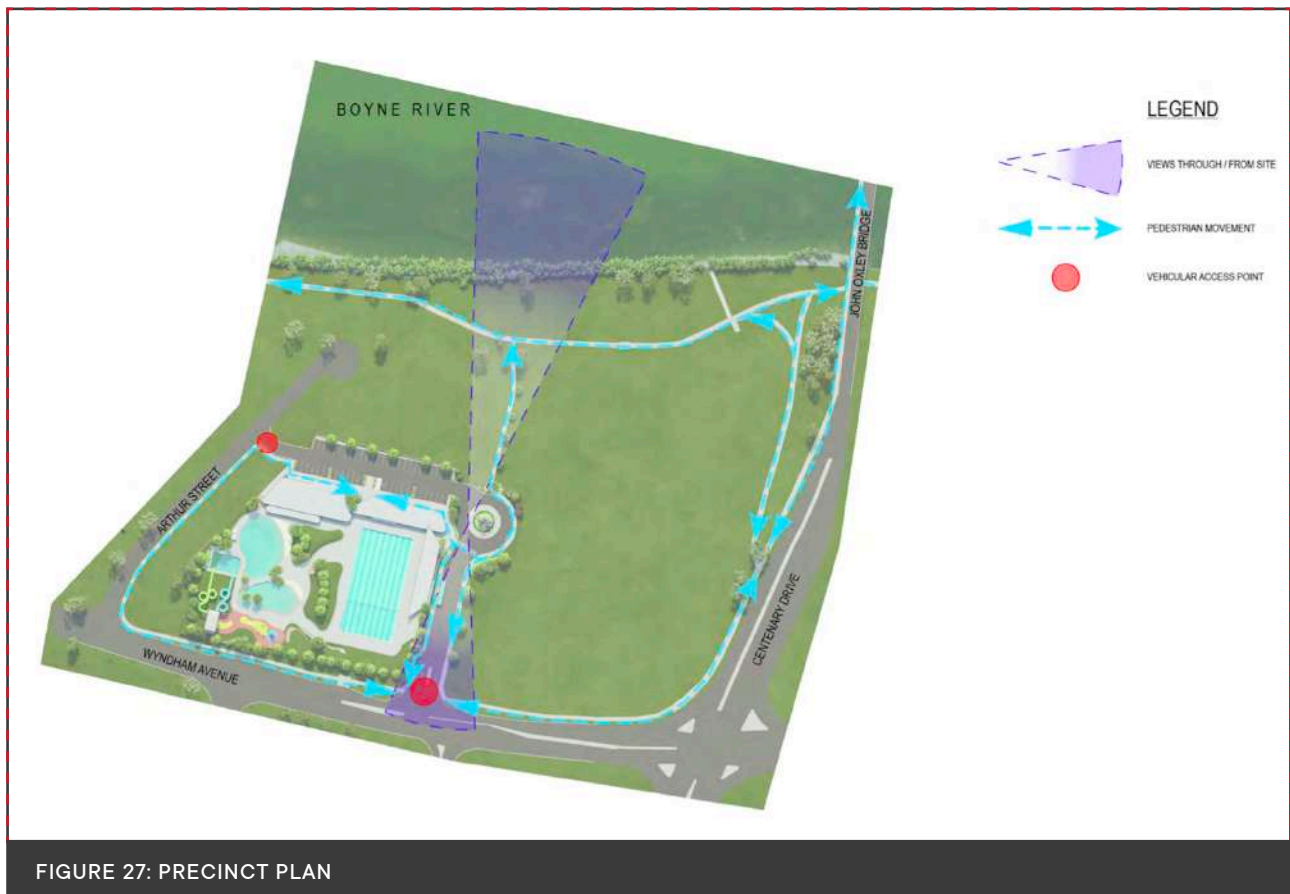 BOYNE RIVER
LEGEND
VIEWS THROUGH / FROM SITE
PEDESTRIAN MOVEMENT
VEHICULAR ACCESS POINT
JOHN OXLEY BRIDGE
ARTHUR STREET
WYNDHAM AVENUE
CENTENARY DRIVE
FIGURE 27: PRECINCT PLAN